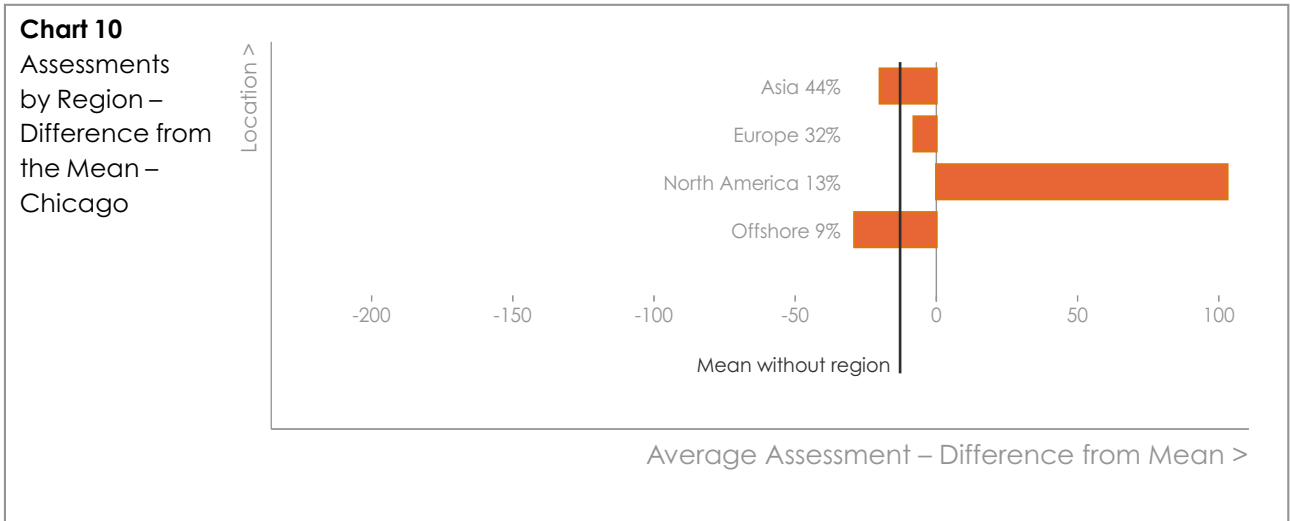 Chart 10
Assessments
by Region –
Difference from
the Mean –
Chicago
Location >
Asia 44%
Europe 32%
North America 13%
Offshore 9%
-200 -150 -100 -50 0 50 100
Mean without region
Average Assessment – Difference from Mean >